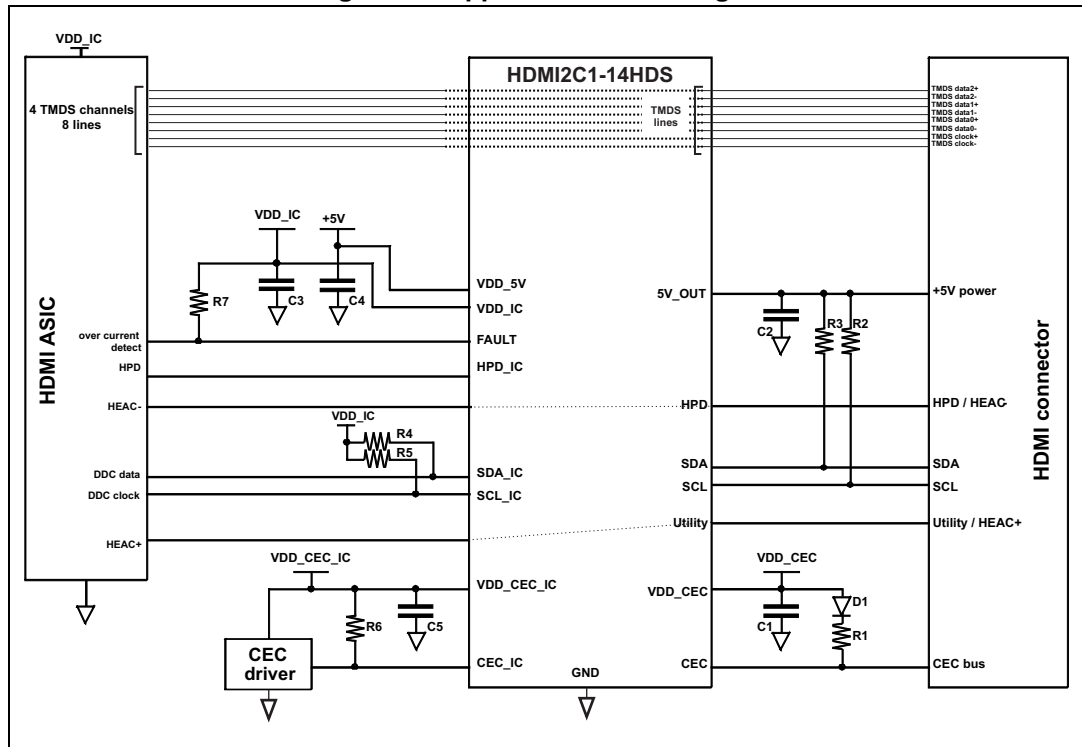 VDD_IC
HDMI2C1-14HDS
4 TMDS channels
8 lines
TMDS
lines
TMDS data2+
TMDS data2-
TMDS data1+
TMDS data1-
TMDS data0+
TMDS data0-
TMDS clock+
TMDS clock-
HDMI ASIC
VDD_IC
+5V
R7
C3
C4
VDD_5V
VDD_IC
5V_OUT
+5V power
C2
R3
R2
over current
detect
FAULT
HPD
HPD_IC
HEAC-
HPD
HPD / HEAC-
VDD_IC
R4
R5
DDC data
SDA_IC
SDA
SDA
DDC clock
SCL_IC
SCL
SCL
HEAC+
Utility
Utility / HEAC+
VDD_CEC_IC
VDD_CEC_IC
R6
C5
CEC
driver
CEC_IC
VDD_CEC
VDD_CEC
C1
D1
R1
CEC
CEC bus
GND
HDMI connector